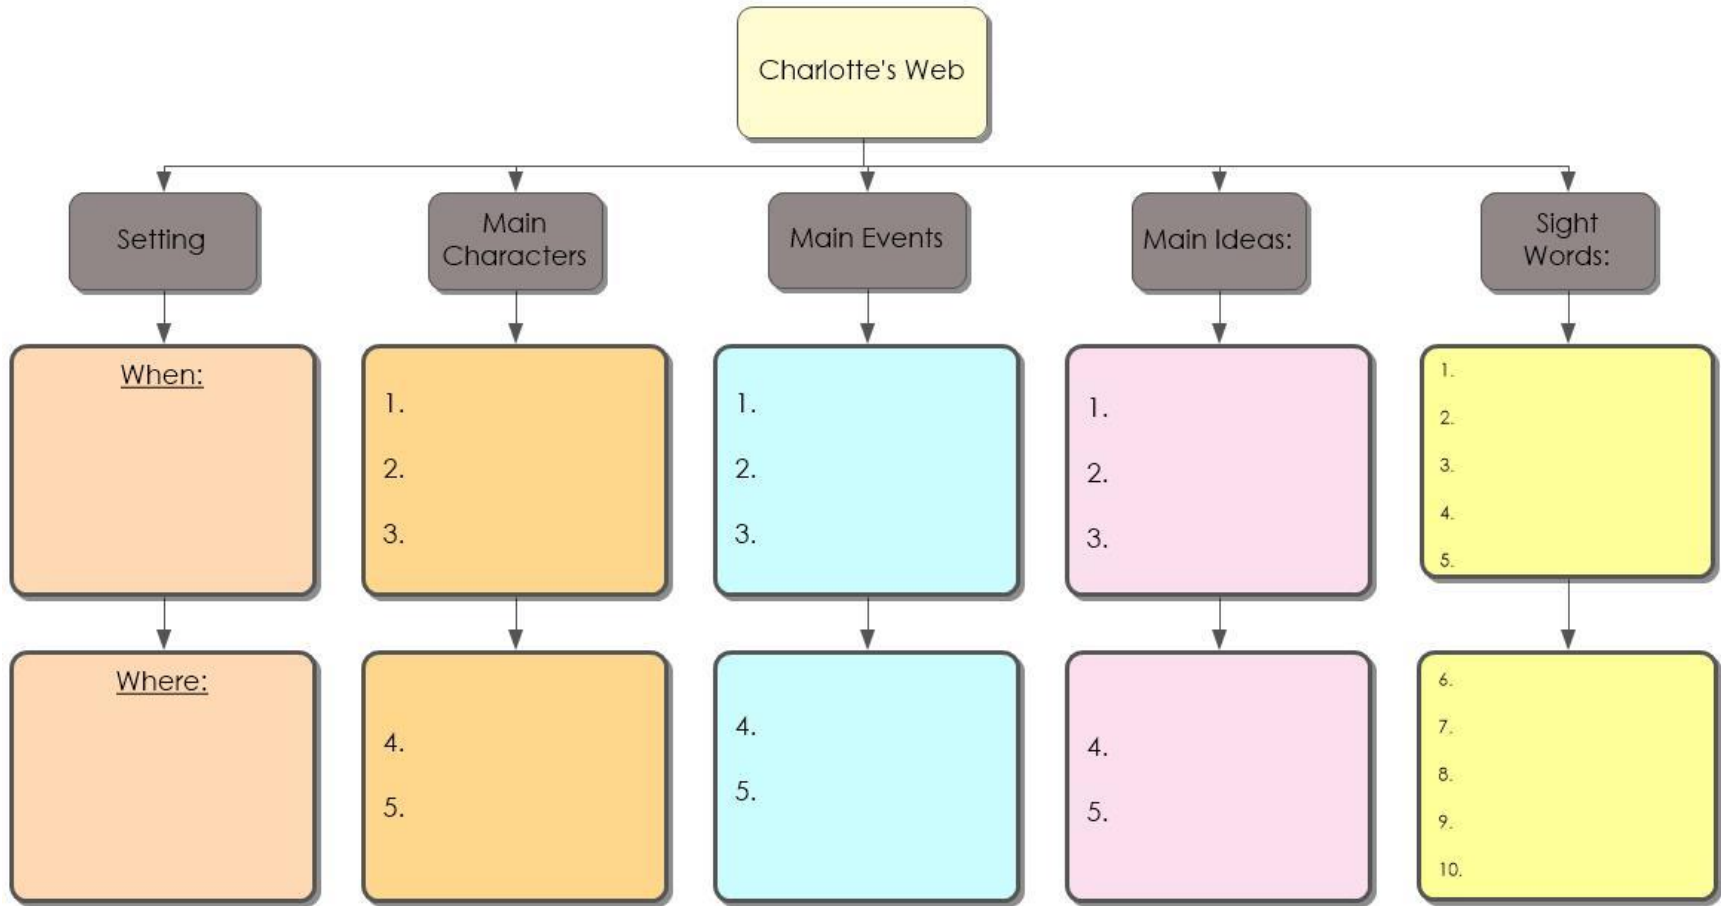 Charlotte's Web
Setting
Main
Characters
Main Events
Main Ideas:
Sight
Words:
When:
1.
2.
3.
1.
2.
3.
1.
2.
3.
1.
2.
3.
4.
5.
Where:
4.
5.
4.
5.
4.
5.
6.
7.
8.
9.
10.